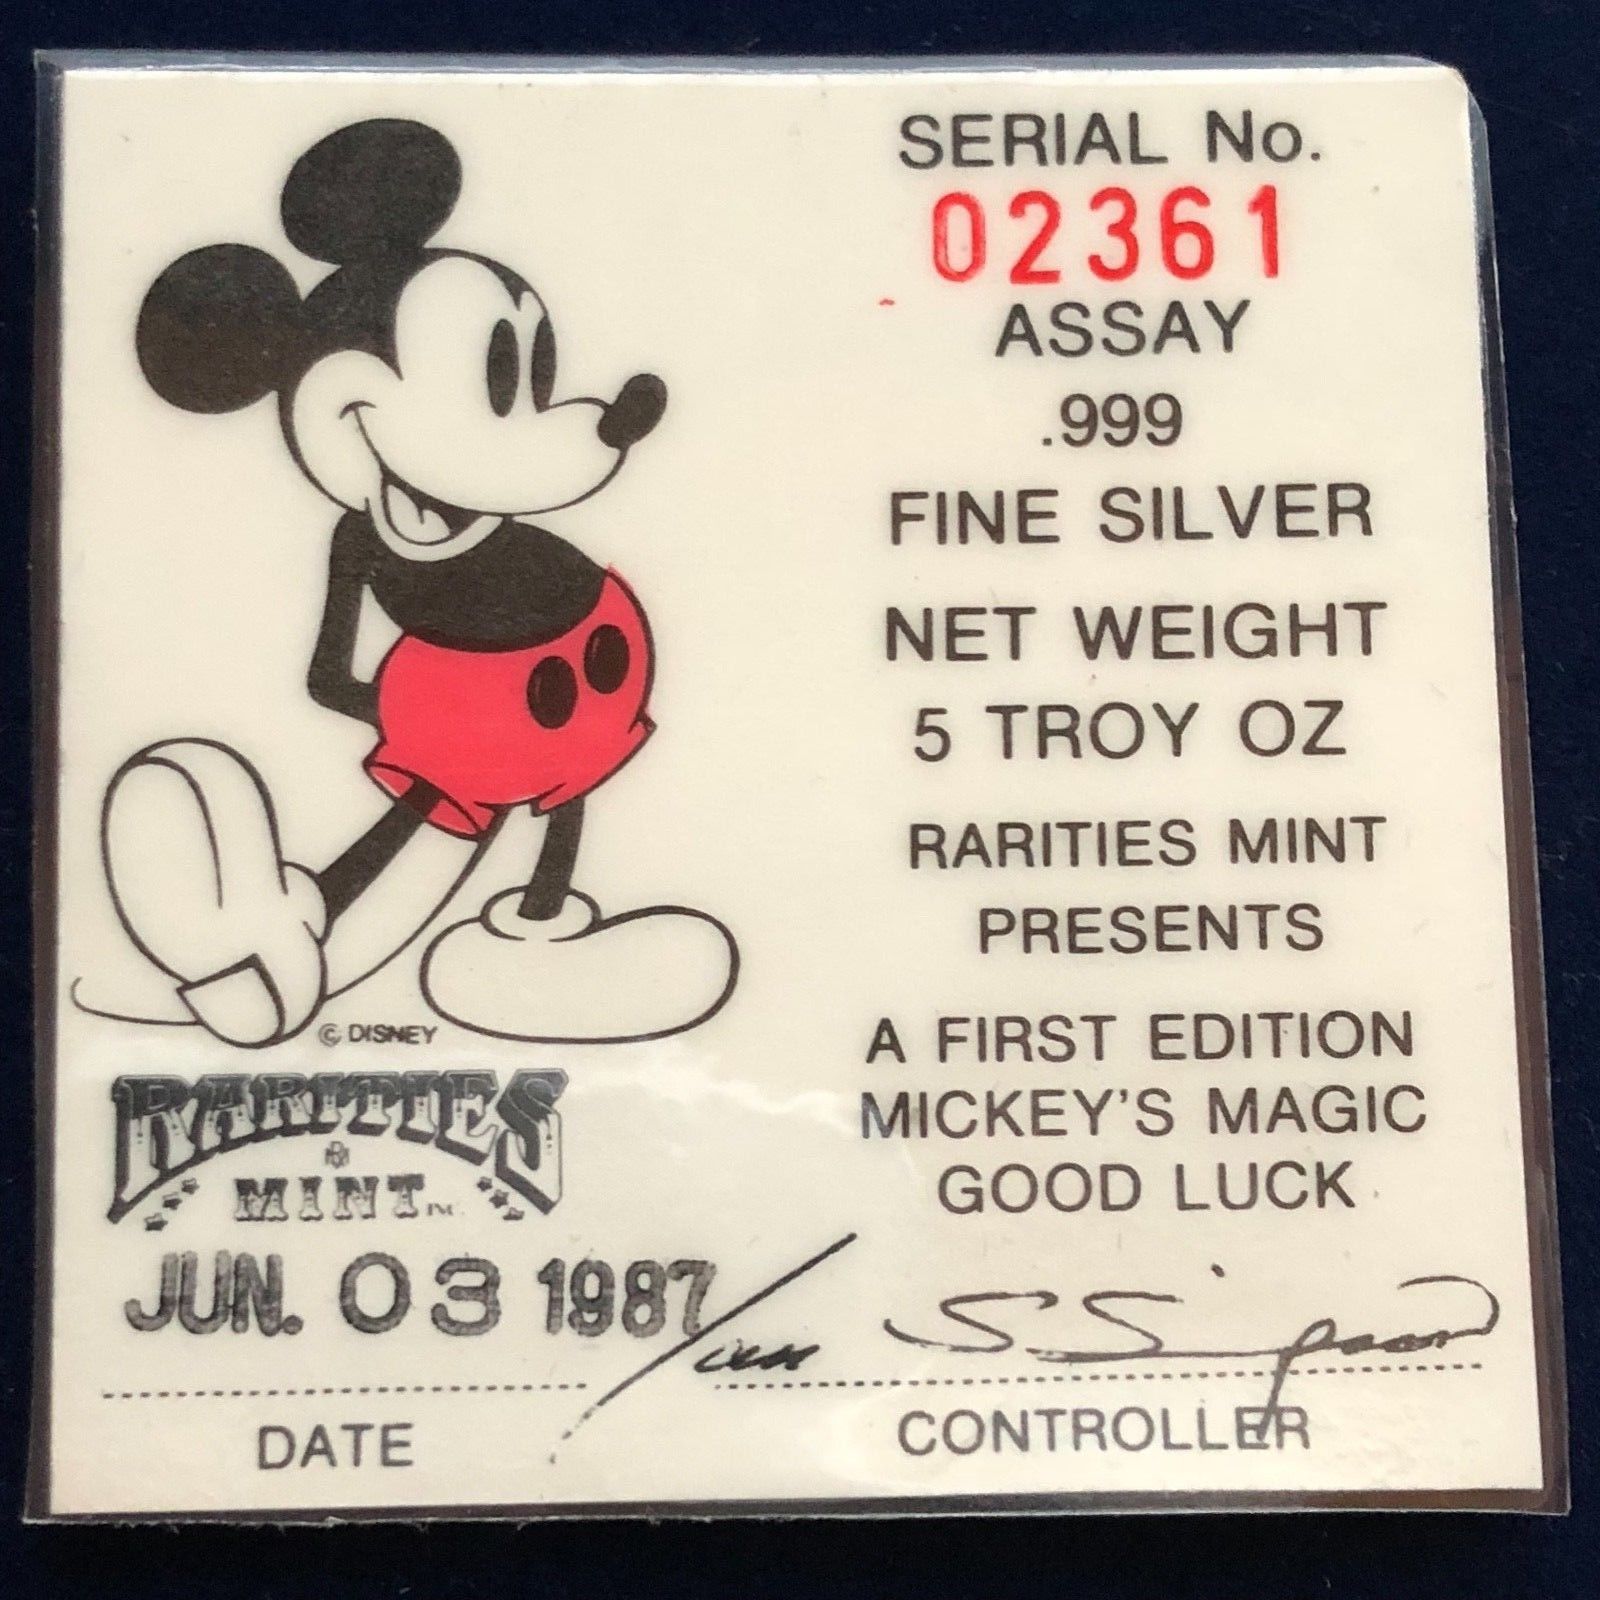 SERIAL No.
02361
ASSAY
.999
FINE SILVER
NET WEIGHT
5 TROY OZ
RARITIES MINT
PRESENTS
A FIRST EDITION
MICKEY'S MAGIC
GOOD LUCK
© DISNEY
RARITIES
MINT™
JUN. 03 1987
DATE
CONTROLLER